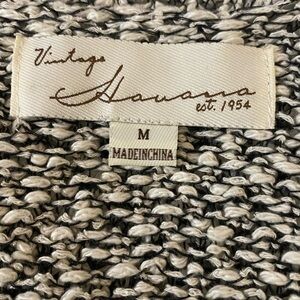 Vintage
Havana
est. 1954
M
MADEINCHINA